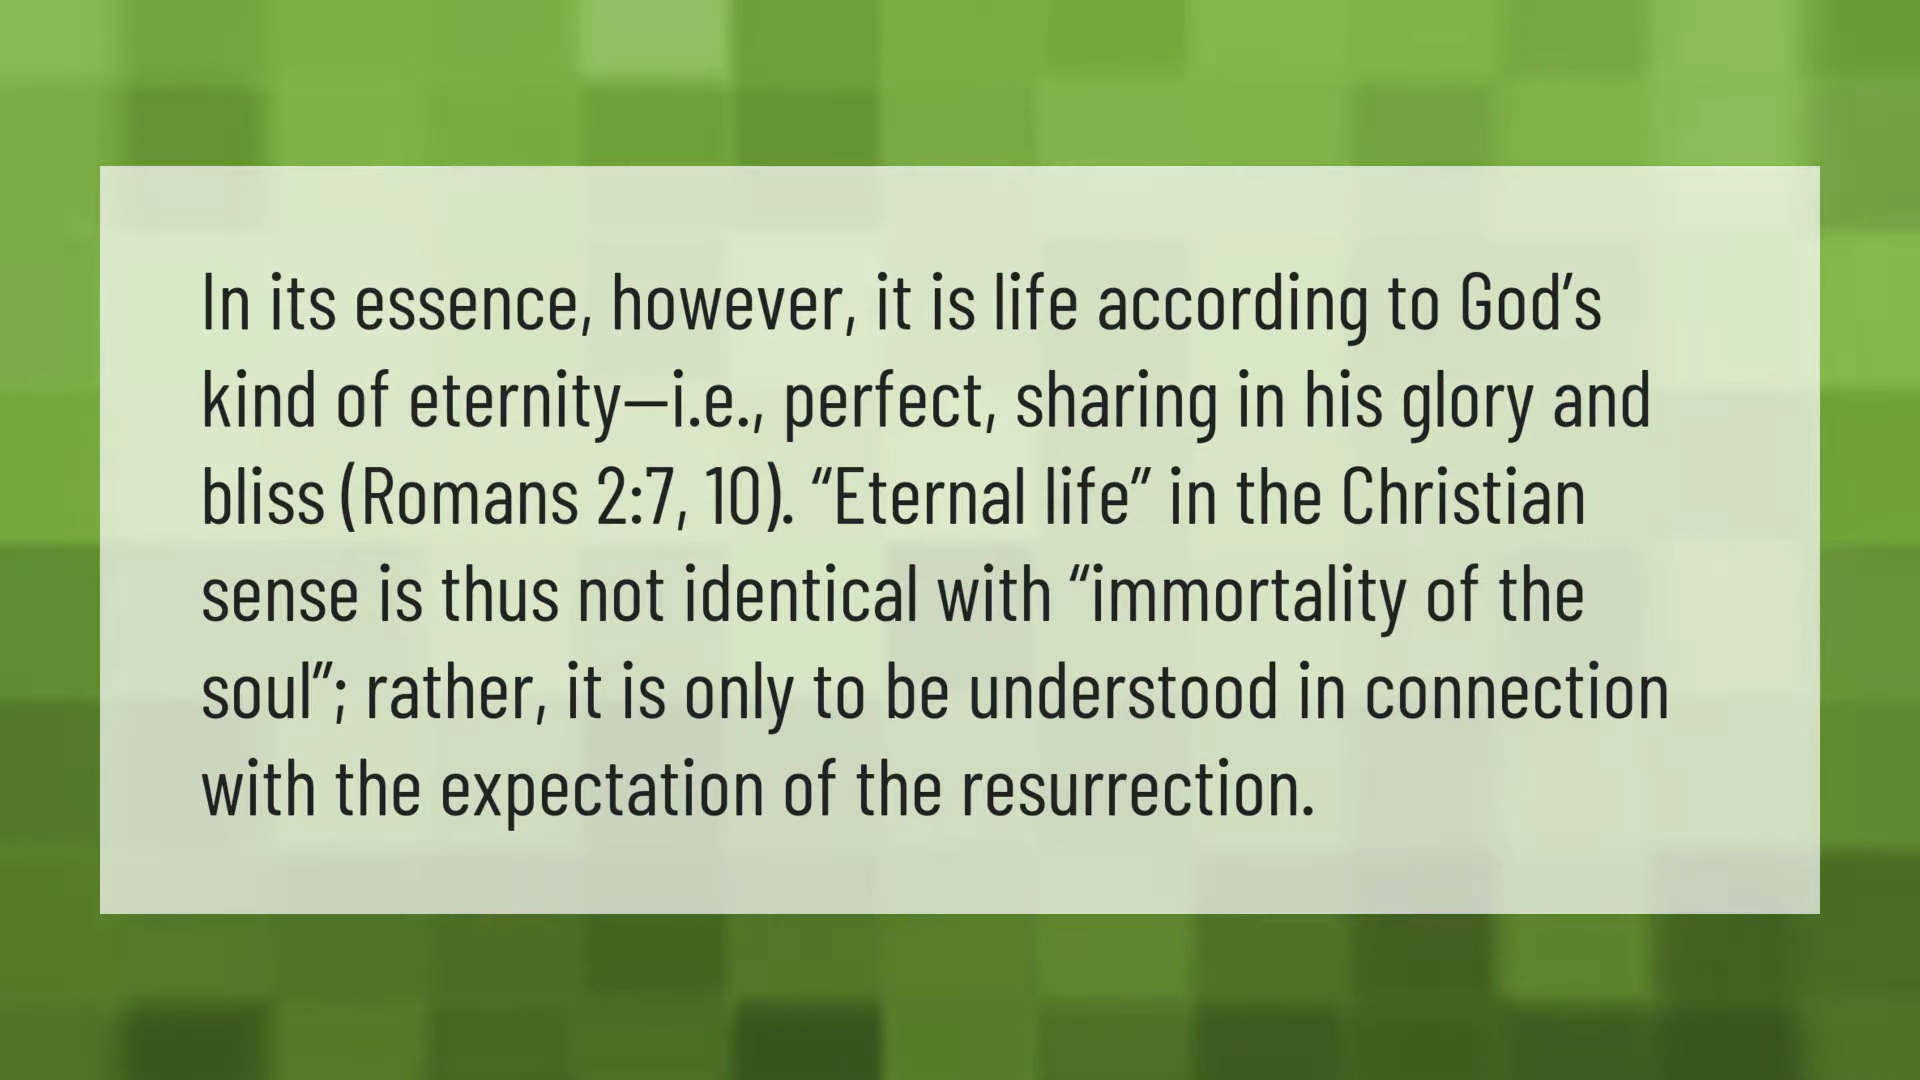 In its essence, however, it is life according to God’s
kind of eternity—i.e., perfect, sharing in his glory and
bliss (Romans 2:7, 10). “Eternal life” in the Christian
sense is thus not identical with “immortality of the
soul”; rather, it is only to be understood in connection
with the expectation of the resurrection.